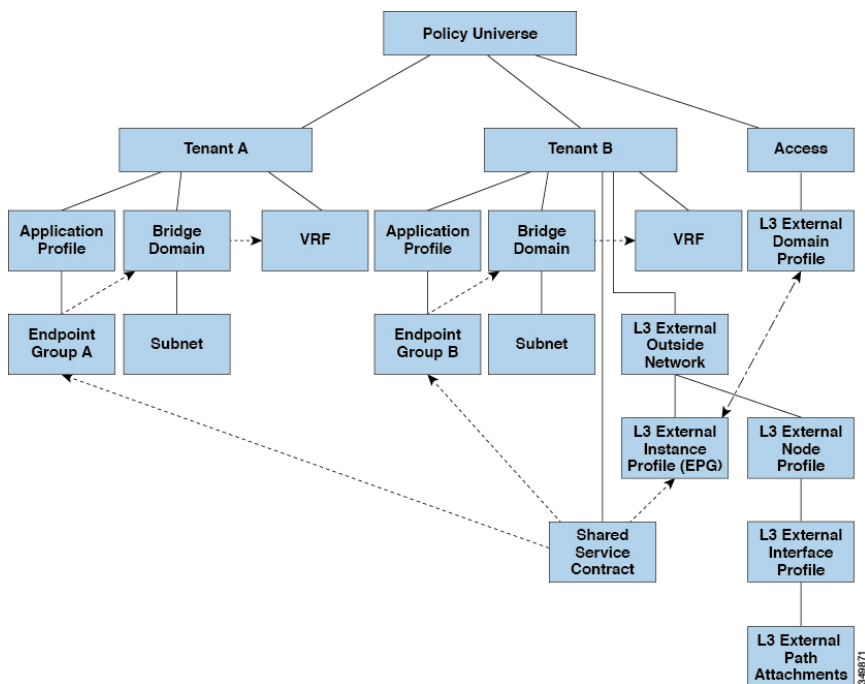 Policy Universe
Tenant A
Tenant B
Access
Application
Profile
Bridge
Domain
VRF
Application
Profile
Bridge
Domain
VRF
L3 External
Domain
Profile
Endpoint
Group A
Subnet
Endpoint
Group B
Subnet
L3 External
Outside
Network
L3 External
Instance
Profile (EPG)
L3 External
Node
Profile
Shared
Service
Contract
L3 External
Interface
Profile
L3 External
Path
Attachments
349871